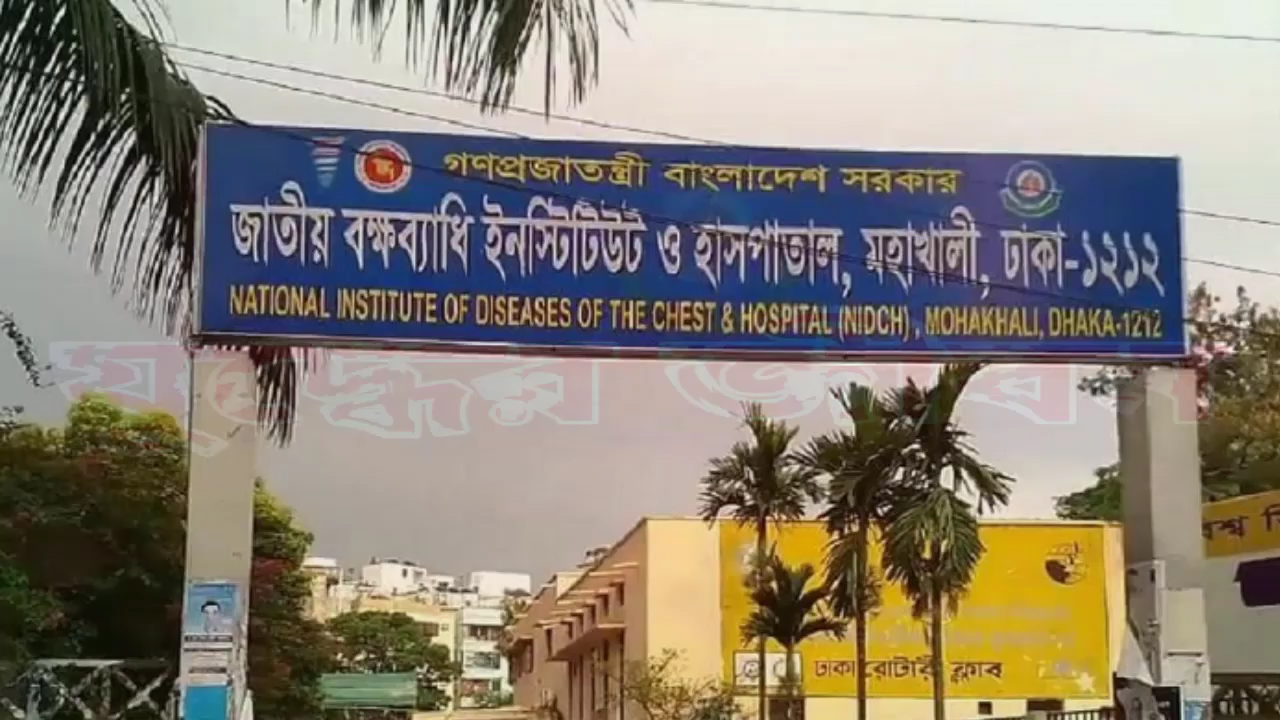 গণপ্রজাতন্ত্রী বাংলাদেশ সরকার
জাতীয় বক্ষব্যাধি ইনস্টিটিউট ও হাসপাতাল, মহাখালী, ঢাকা-১২১২
NATIONAL INSTITUTE OF DISEASES OF THE CHEST & HOSPITAL (NIDCH), MOHAKHALI, DHAKA-1212
যুদ্ধের
বিশ্ব
ঢাকা রোটারী ক্লাব